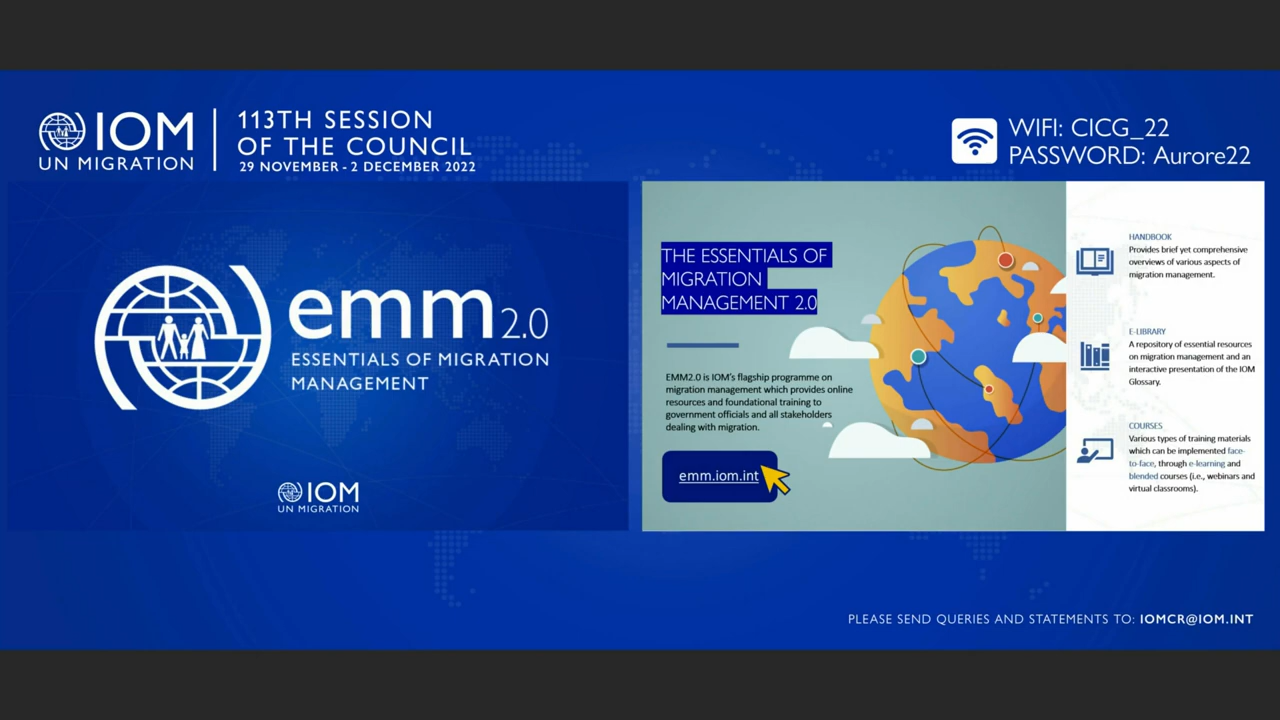 IOM
UN MIGRATION
113TH SESSION
OF THE COUNCIL
29 NOVEMBER - 2 DECEMBER 2022
WIFI: CICG_22
PASSWORD: Aurore22
emm2.0
ESSENTIALS OF MIGRATION
MANAGEMENT
IOM
UN MIGRATION
THE ESSENTIALS OF
MIGRATION
MANAGEMENT 2.0
EMM2.0 is IOM's flagship programme on
migration management which provides online
resources and foundational training to
government officials and all stakeholders
dealing with migration.
emm.iom.int
HANDBOOK
Provides brief yet comprehensive
overviews of various aspects of
migration management.
E-LIBRARY
A repository of essential resources
on migration management and an
interactive presentation of the IOM
Glossary.
COURSES
Various types of training materials
which can be implemented face-
to-face, through e-learning and
blended courses (i.e., webinars and
virtual classrooms).
PLEASE SEND QUERIES AND STATEMENTS TO: IOMCR@IOM.INT